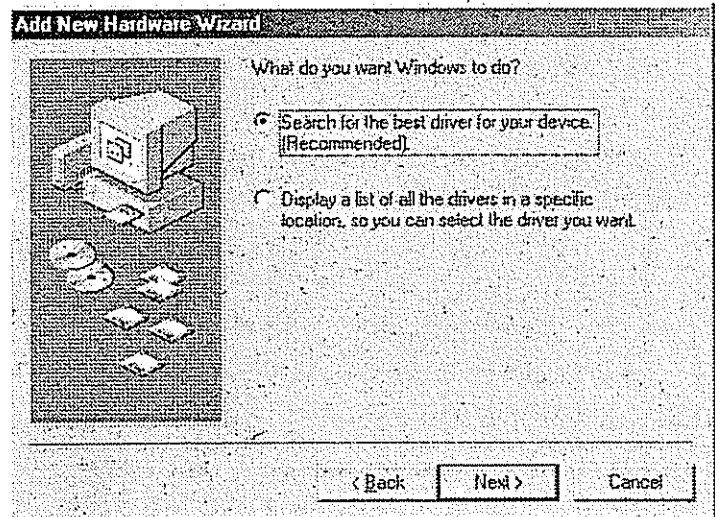 Add New Hardware Wizard
What do you want Windows to do?
Search for the best driver for your device.
(Recommended).
Display a list of all the drivers in a specific
location, so you can select the driver you want.
< Back
Next >
Cancel